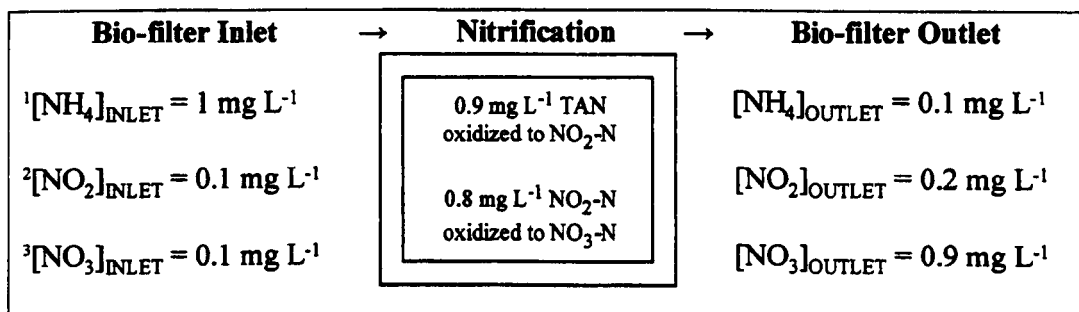 Bio-filter Inlet → Nitrification → Bio-filter Outlet
¹[NH₄]INLET = 1 mg L⁻¹
0.9 mg L⁻¹ TAN
oxidized to NO₂-N
[NH₄]OUTLET = 0.1 mg L⁻¹
²[NO₂]INLET = 0.1 mg L⁻¹
0.8 mg L⁻¹ NO₂-N
oxidized to NO₃-N
[NO₂]OUTLET = 0.2 mg L⁻¹
³[NO₃]INLET = 0.1 mg L⁻¹
[NO₃]OUTLET = 0.9 mg L⁻¹